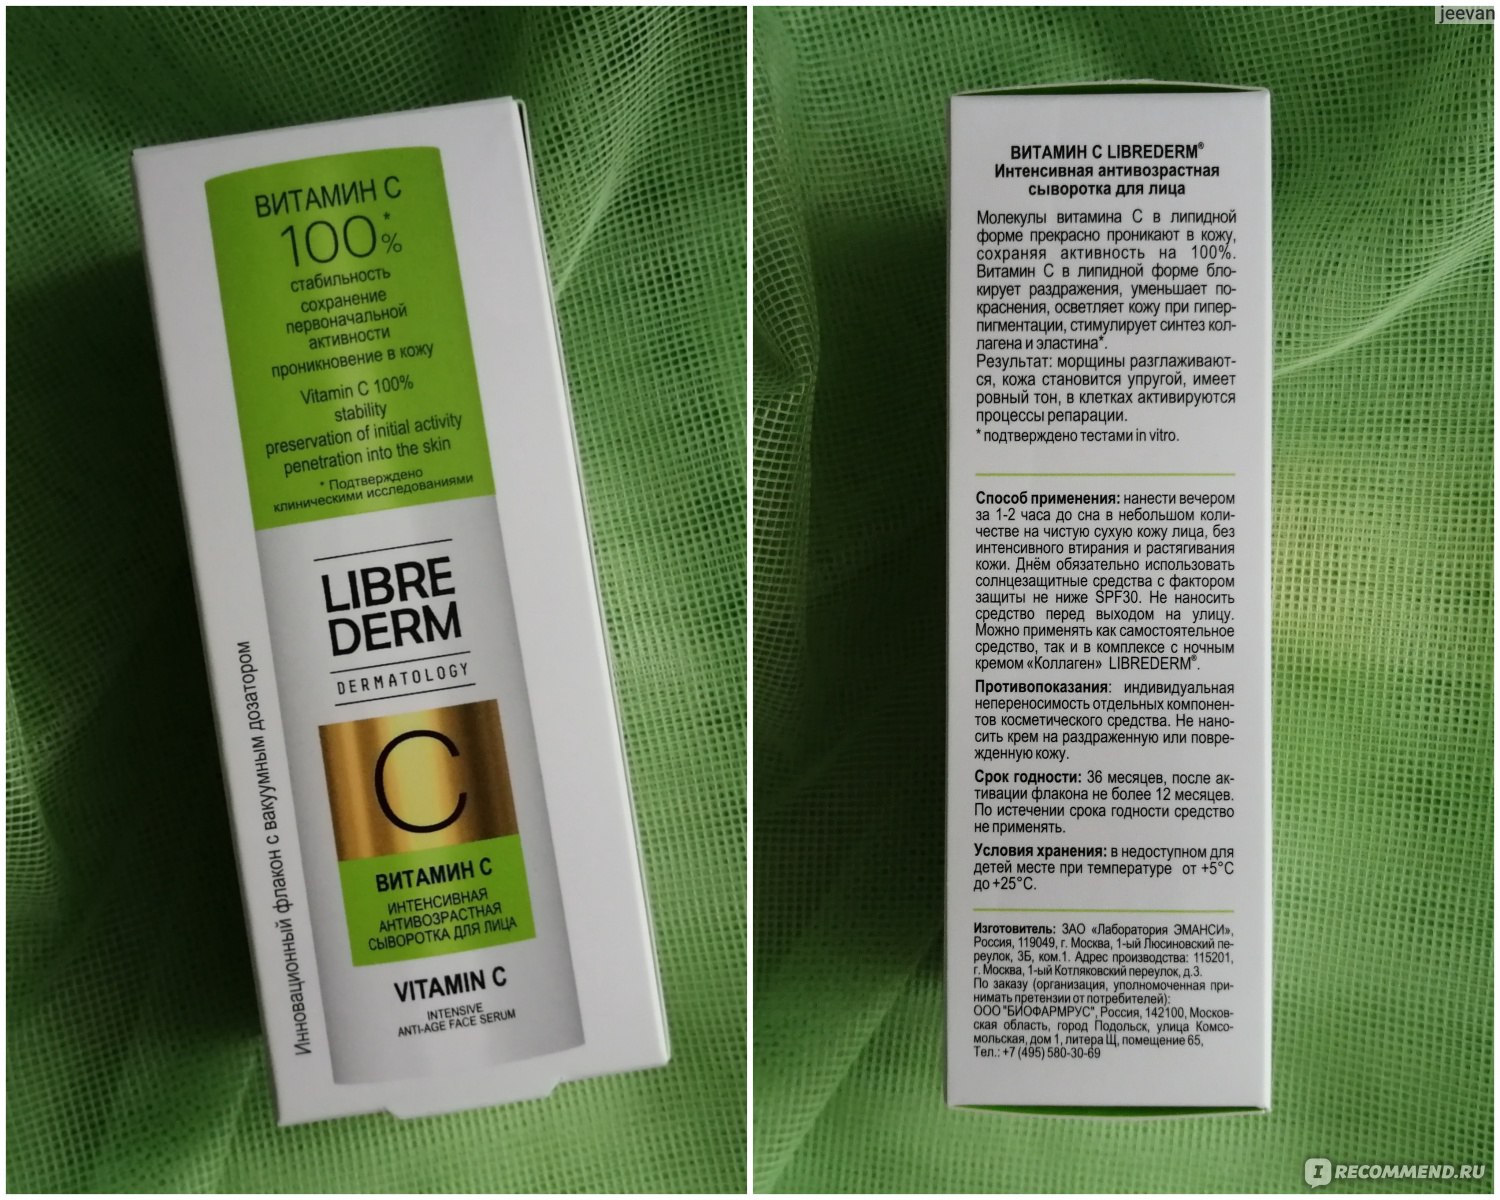 ВИТАМИН С
100*%
стабильность
сохранение
первоначальной
активности
проникновение в кожу
Vitamin C 100%
stability
preservation of initial activity
penetration into the skin
* Подтверждено
клиническими исследованиями
LIBRE
DERM
DERMATOLOGY
C
ВИТАМИН С
ИНТЕНСИВНАЯ
АНТИВОЗРАСТНАЯ
СЫВОРОТКА ДЛЯ ЛИЦА
VITAMIN C
INTENSIVE
ANTI-AGE FACE SERUM
Инновационный флакон с вакуумным дозатором
jeevan
ВИТАМИН С LIBREDERM®
Интенсивная антивозрастная
сыворотка для лица
Молекулы витамина С в липидной
форме прекрасно проникают в кожу,
сохраняя активность на 100%.
Витамин С в липидной форме бло-
кирует раздражения, уменьшает по-
краснения, осветляет кожу при гипер-
пигментации, стимулирует синтез кол-
лагена и эластина*.
Результат: морщины разглаживают-
ся, кожа становится упругой, имеет
ровный тон, в клетках активируются
процессы репарации.
* подтверждено тестами in vitro.
Способ применения: нанести вечером
за 1-2 часа до сна в небольшом коли-
честве на чистую сухую кожу лица, без
интенсивного втирания и растягивания
кожи. Днём обязательно использовать
солнцезащитные средства с фактором
защиты не ниже SPF30. Не наносить
средство перед выходом на улицу.
Можно применять как самостоятельное
средство, так и в комплексе с ночным
кремом «Коллаген» LIBREDERM®.
Противопоказания: индивидуальная
непереносимость отдельных компонен-
тов косметического средства. Не нано-
сить крем на раздраженную или повре-
жденную кожу.
Срок годности: 36 месяцев, после ак-
тивации флакона не более 12 месяцев.
По истечении срока годности средство
не применять.
Условия хранения: в недоступном для
детей месте при температуре от +5°С
до +25°С.
Изготовитель: ЗАО «Лаборатория ЭМАНСИ»,
Россия, 119049, г. Москва, 1-ый Люсиновский пе-
реулок, 3Б, ком.1. Адрес производства: 115201,
г. Москва, 1-ый Котляковский переулок, д.3.
По заказу (организация, уполномоченная при-
нимать претензии от потребителей):
ООО "БИОФАРМРУС", Россия, 142100, Москов-
ская область, город Подольск, улица Комсо-
мольская, дом 1, литера Щ, помещение 65,
Тел.: +7 (495) 580-30-69
I RECOMMEND.RU